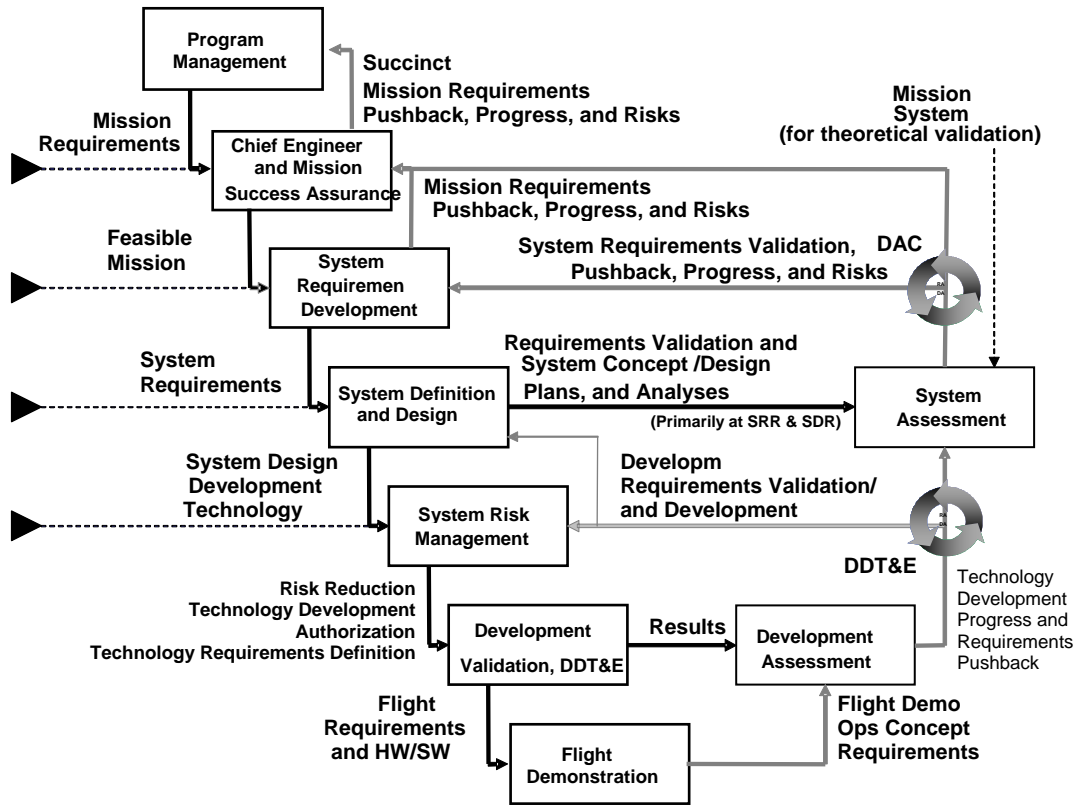 Program
Management
Succinct
Mission Requirements
Pushback, Progress, and Risks
Mission
System
(for theoretical validation)
Mission
Requirements
Chief Engineer
and Mission
Success Assurance
Mission Requirements
Pushback, Progress, and Risks
Feasible
Mission
System
Requiremen
Development
System Requirements Validation,
Pushback, Progress, and Risks
DAC
RA
DA
System
Requirements
Requirements Validation and
System Concept /Design
Plans, and Analyses
(Primarily at SRR & SDR)
System Definition
and Design
System
Assessment
System Design
Development
Technology
Developm
Requirements Validation/
and Development
System Risk
Management
RA
DA
DDT&E
Risk Reduction
Technology Development
Authorization
Technology Requirements Definition
Development
Validation, DDT&E
Results
Development
Assessment
Technology
Development
Progress and
Requirements
Pushback
Flight
Requirements
and HW/SW
Flight
Demonstration
Flight Demo
Ops Concept
Requirements